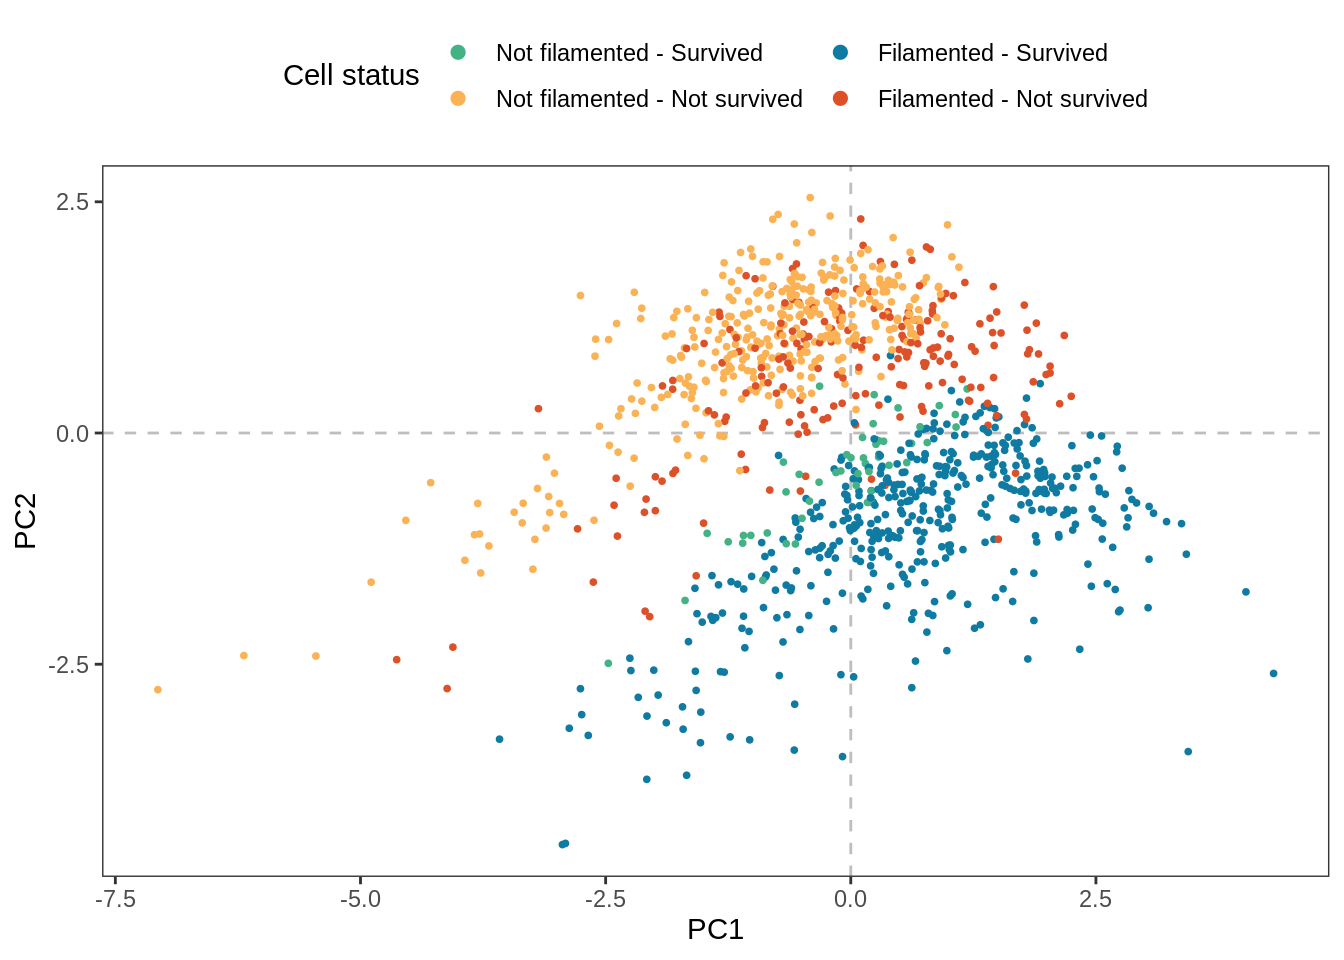 Cell status
Not filamented - Survived
Filamented - Survived
Not filamented - Not survived
Filamented - Not survived
2.5
0.0
-2.5
PC2
-7.5
-5.0
-2.5
0.0
2.5
PC1